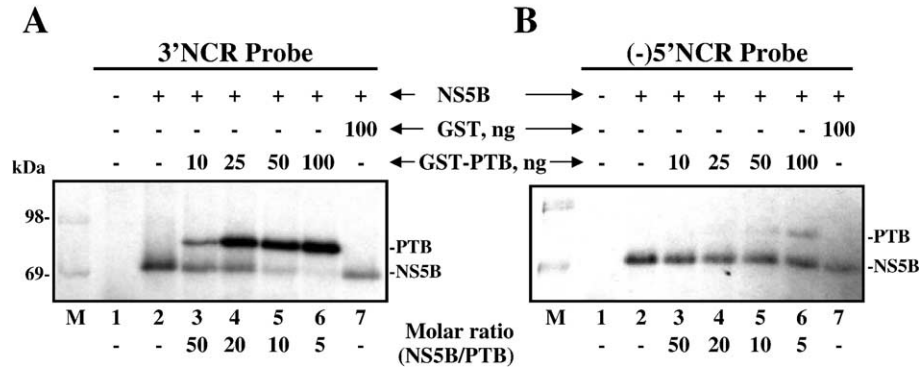 A B
3'NCR Probe (-)5'NCR Probe
- + + + + + + NS5B - + + + + + +
- - - - - - 100 GST, ng - - - - - - 100
- - 10 25 50 100 - GST-PTB, ng - - 10 25 50 100 -
kDa
98-
-PTB -PTB
69- -NS5B -NS5B
M 1 2 3 4 5 6 7 M 1 2 3 4 5 6 7
Molar ratio
- - 50 20 10 5 - (NS5B/PTB) - - 50 20 10 5 -